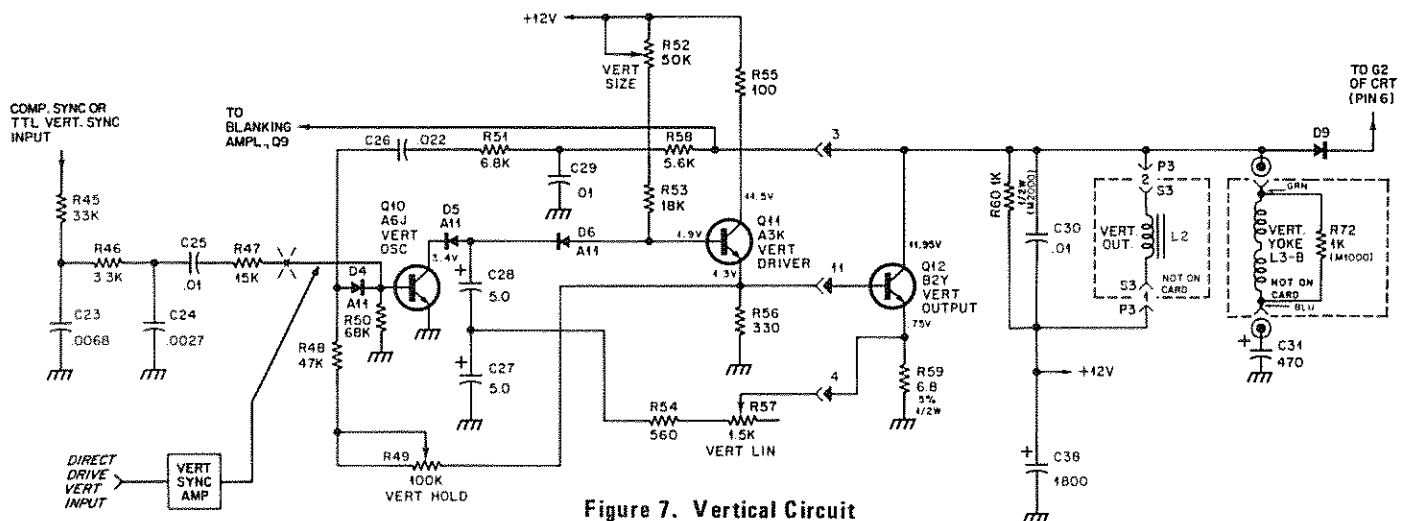 +12V
R52
50K
VERT
SIZE
R55
100
TO G2
OF CRT
(PIN 6)
COMP. SYNC OR
TTL VERT. SYNC
INPUT
TO
BLANKING
AMPL., Q9
C26
.022
R51
6.8K
R58
5.6K
3
D9
R45
33K
C29
.01
R53
18K
11.5V
R60 1K
1/2W
(M2000)
C30
.01
P3
2
S3
VERT.
OUT.
L2
S3
NOT ON
CARD
1
P3
GRN
VERT.
YOKE
L3-B
NOT ON
CARD
BLU
R72
1K
(M1000)
R46
3.3K
C25
.01
R47
15K
Q10
A6J
VERT
OSC
D5
A11
D6
A11
1.9V
Q11
A3K
VERT
DRIVER
11.95V
3.4V
1.3V
11
Q12
B2Y
VERT
OUTPUT
D4
A11
C28
5.0
+
R50
68K
R56
330
.75V
C23
.0068
C24
.0027
R48
47K
C27
5.0
+
4
R59
6.8
5%
1/2W
C31
470
+
+12V
R54
560
R57
1.5K
VERT LIN
R49
100K
VERT HOLD
C38
1800
+
DIRECT
DRIVE
VERT
INPUT
VERT
SYNC
AMP
Figure 7. Vertical Circuit